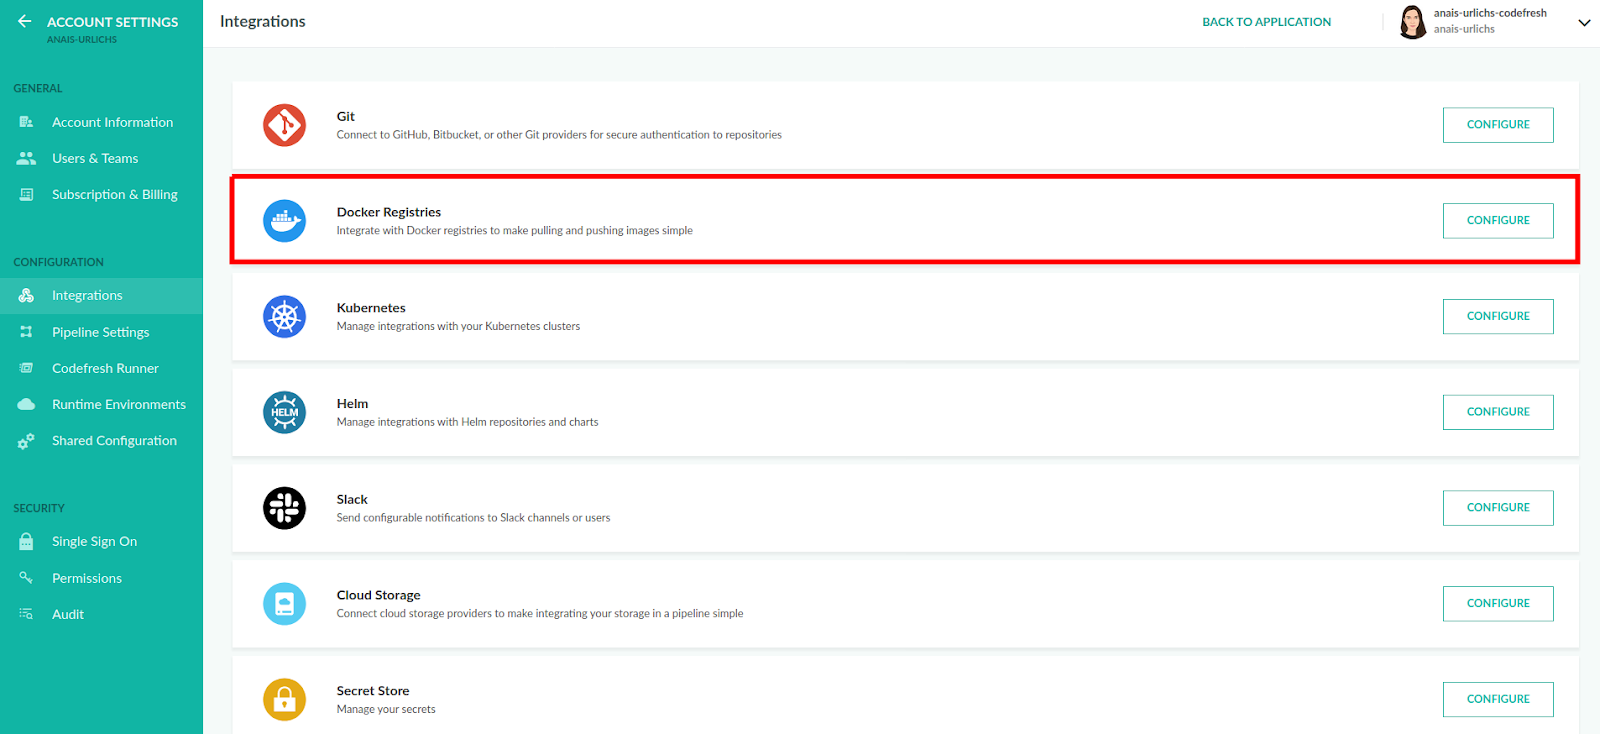 ACCOUNT SETTINGS
ANAIS-URLICHS
GENERAL
Account Information
Users & Teams
Subscription & Billing
CONFIGURATION
Integrations
Pipeline Settings
Codefresh Runner
Runtime Environments
Shared Configuration
SECURITY
Single Sign On
Permissions
Audit
Integrations
BACK TO APPLICATION
anais-urlichs-codefresh
anais-urlichs
Git
Connect to GitHub, Bitbucket, or other Git providers for secure authentication to repositories
CONFIGURE
Docker Registries
Integrate with Docker registries to make pulling and pushing images simple
CONFIGURE
Kubernetes
Manage integrations with your Kubernetes clusters
CONFIGURE
HELM
Helm
Manage integrations with Helm repositories and charts
CONFIGURE
Slack
Send configurable notifications to Slack channels or users
CONFIGURE
Cloud Storage
Connect cloud storage providers to make integrating your storage in a pipeline simple
CONFIGURE
Secret Store
Manage your secrets
CONFIGURE